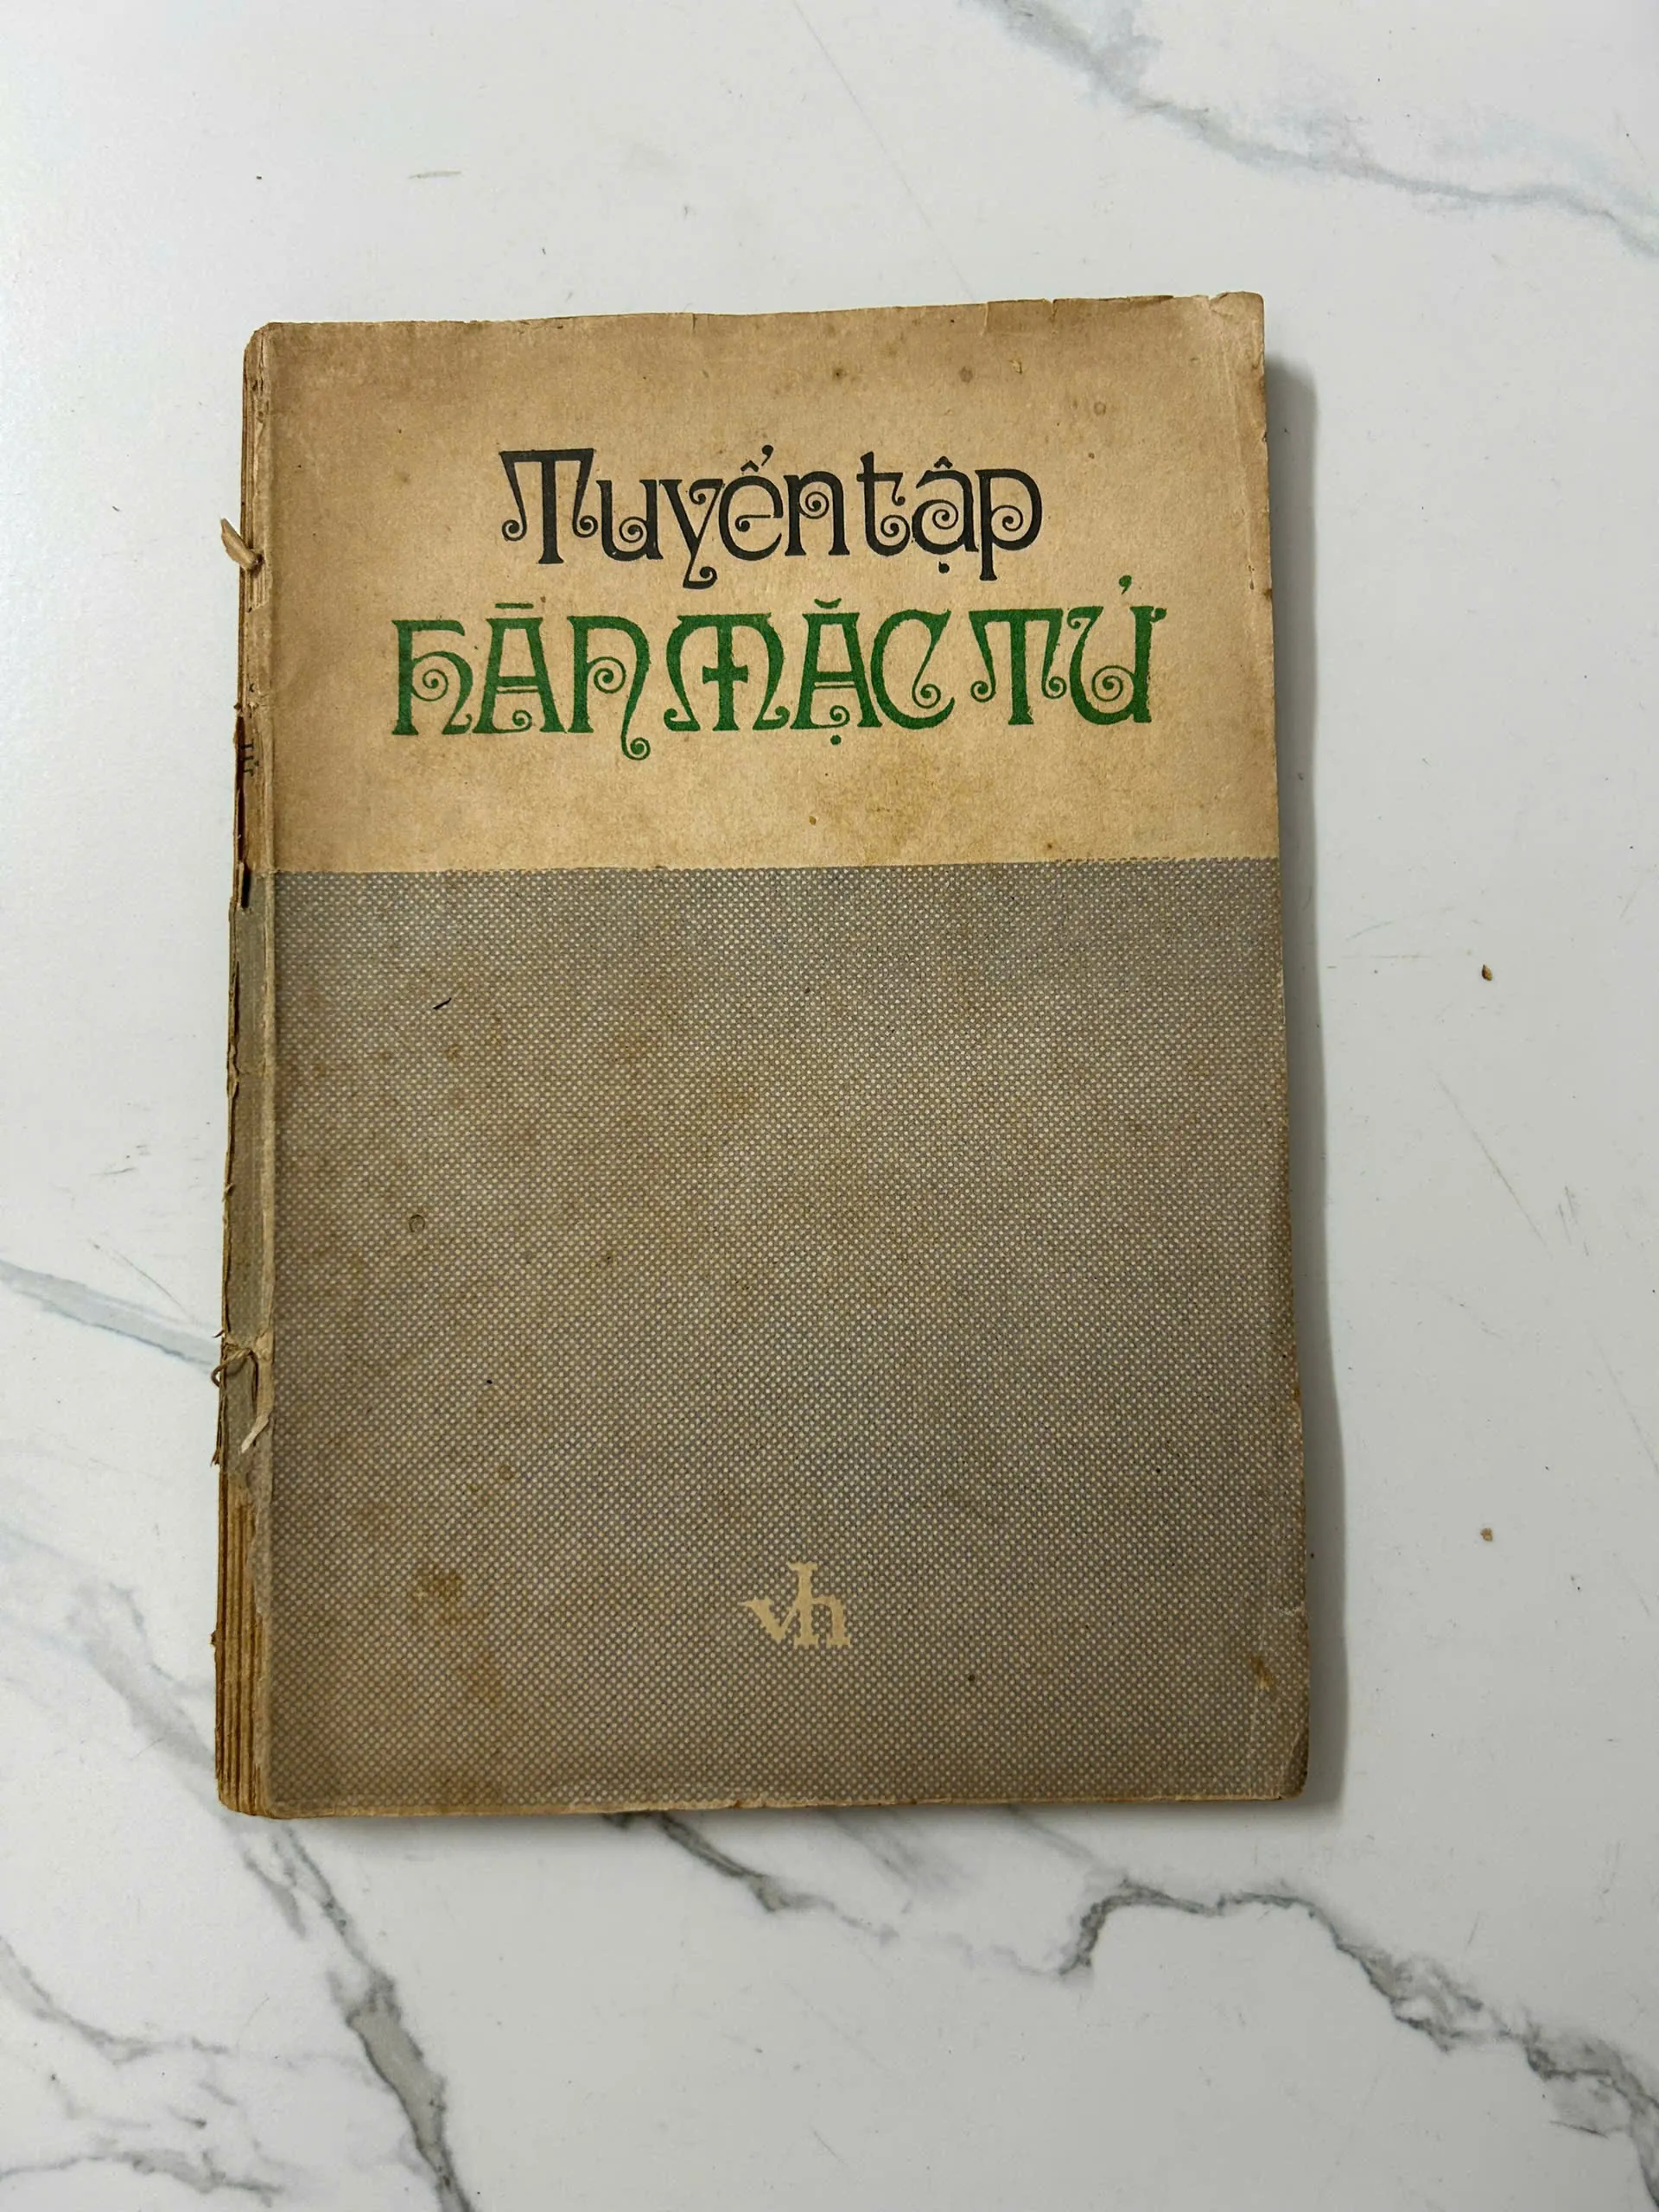 Tuyển tập
HÀN MẶC TỬ
vh